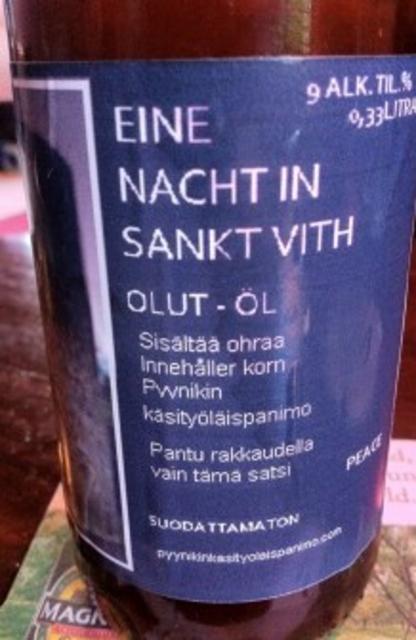 9 ALK. TIL.%
0,33LITRA
EINE
NACHT IN
SANKT VITH
OLUT - ÖL
Sisältää ohraa
Innehåller korn
Pyynikin
käsityöläispanimo
Pantu rakkaudella
vain tämä satsi
PEACE
SUODATTAMATON
pyynikinkasityolaispanimo.com
MAGN